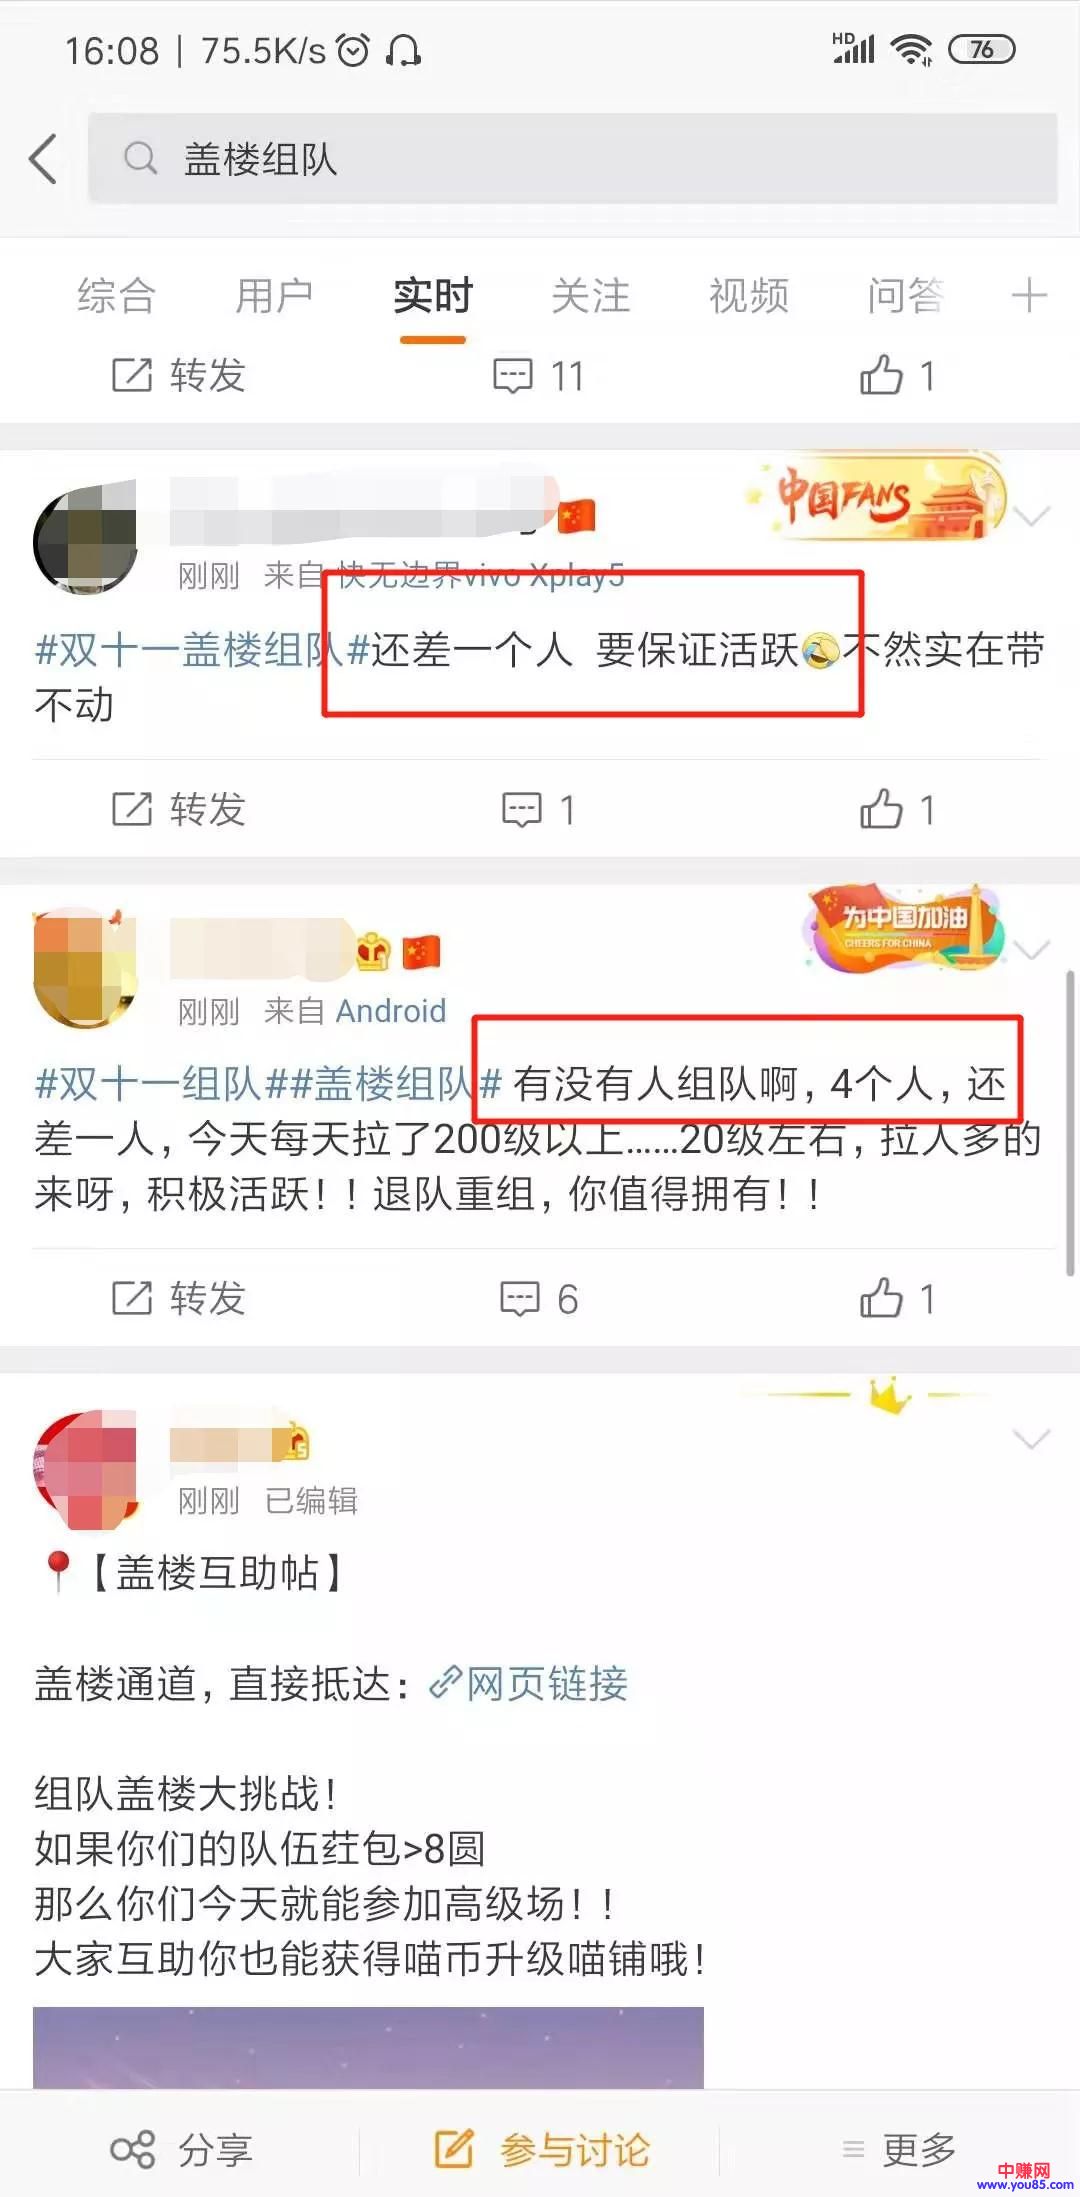 16:08 | 75.5K/s HD 76
盖楼组队
综合 用户 实时 关注 视频 问答
转发 11 1
中国FANS
刚刚 来自 快无边界vivo Xplay5
#双十一盖楼组队#还差一个人 要保证活跃🤣不然实在带
不动
转发 1 1
为中国加油
CHEERS FOR CHINA
刚刚 来自 Android
#双十一组队##盖楼组队# 有没有人组队啊，4个人，还
差一人，今天每天拉了200级以上……20级左右，拉人多的
来呀，积极活跃！！退队重组，你值得拥有！！
转发 6 1
刚刚 已编辑
📍【盖楼互助帖】
盖楼通道，直接抵达：网页链接
组队盖楼大挑战！
如果你们的队伍荭包>8圆
那么你们今天就能参加高级场！！
大家互助你也能获得喵币升级喵铺哦！
分享 参与讨论 更多
中赚网
www.you85.com